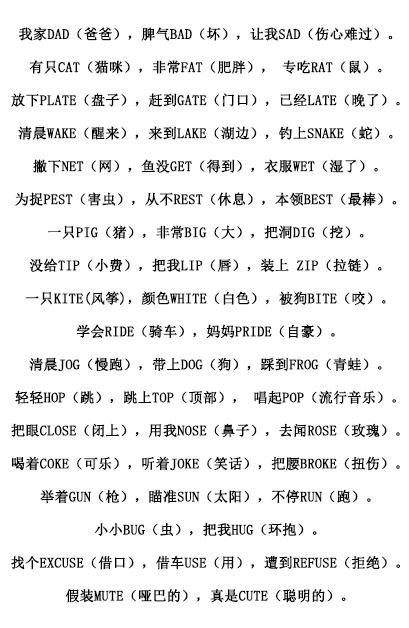 我家DAD（爸爸），脾气BAD（坏），让我SAD（伤心难过）。
有只CAT（猫咪），非常FAT（肥胖）， 专吃RAT（鼠）。
放下PLATE（盘子），赶到GATE（门口），已经LATE（晚了）。
清晨WAKE（醒来），来到LAKE（湖边），钓上SNAKE（蛇）。
撇下NET（网），鱼没GET（得到），衣服WET（湿了）。
为捉PEST（害虫），从不REST（休息），本领BEST（最棒）。
一只PIG（猪），非常BIG（大），把洞DIG（挖）。
没给TIP（小费），把我LIP（唇），装上 ZIP（拉链）。
一只KITE(风筝)，颜色WHITE（白色），被狗BITE（咬）。
学会RIDE（骑车），妈妈PRIDE（自豪）。
清晨JOG（慢跑），带上DOG（狗），踩到FROG（青蛙）。
轻轻HOP（跳），跳上TOP（顶部）， 唱起POP（流行音乐）。
把眼CLOSE（闭上），用我NOSE（鼻子），去闻ROSE（玫瑰）。
喝着COKE（可乐），听着JOKE（笑话），把腰BROKE（扭伤）。
举着GUN（枪），瞄准SUN（太阳），不停RUN（跑）。
小小BUG（虫），把我HUG（环抱）。
找个EXCUSE（借口），借车USE（用），遭到REFUSE（拒绝）。
假装MUTE（哑巴的），真是CUTE（聪明的）。